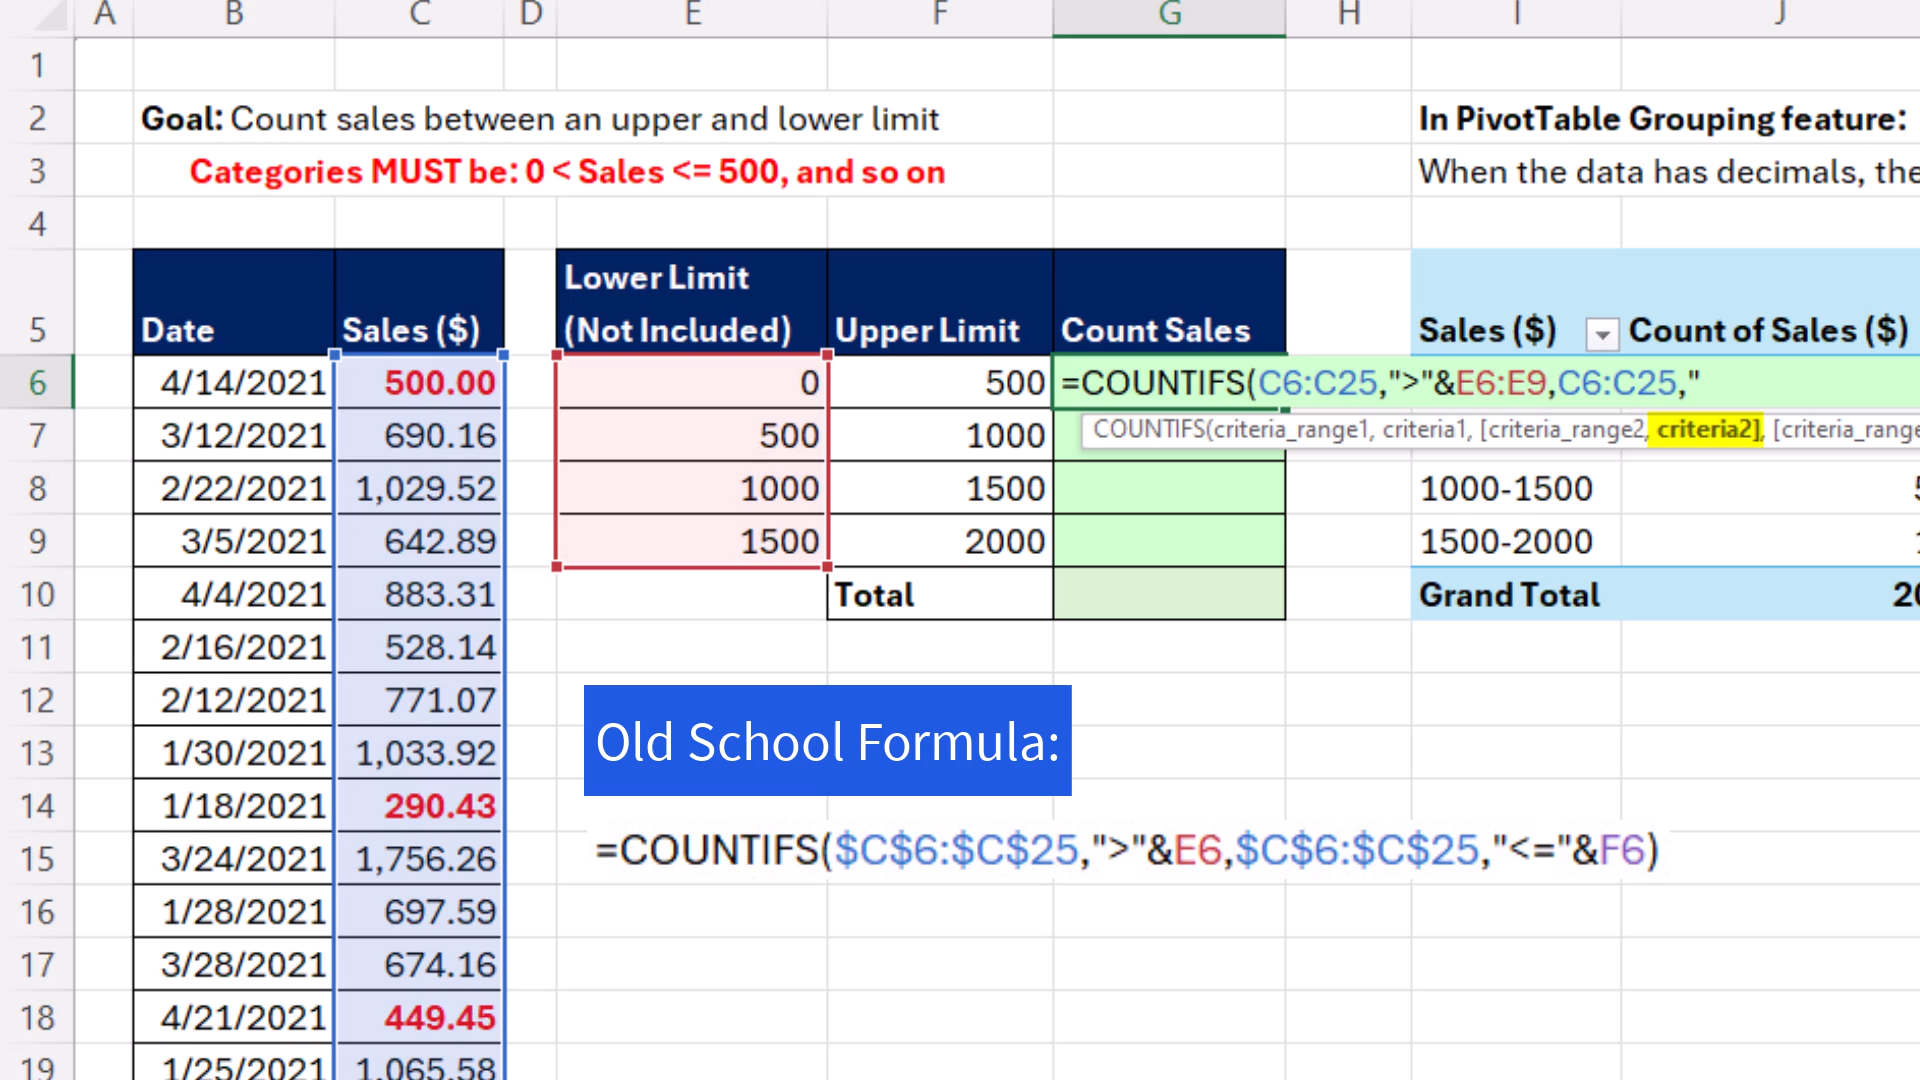 A B C D E F G H I J
1
2 Goal: Count sales between an upper and lower limit In PivotTable Grouping feature:
3 Categories MUST be: 0 < Sales <= 500, and so on When the data has decimals, the
4
Lower Limit
5 Date Sales ($) (Not Included) Upper Limit Count Sales Sales ($) Count of Sales ($)
6 4/14/2021 500.00 0 500 =COUNTIFS(C6:C25,">"&E6:E9,C6:C25,"
COUNTIFS(criteria_range1, criteria1, [criteria_range2, criteria2], [criteria_range
7 3/12/2021 690.16 500 1000
8 2/22/2021 1,029.52 1000 1500 1000-1500
9 3/5/2021 642.89 1500 2000 1500-2000
10 4/4/2021 883.31 Total Grand Total 20
11 2/16/2021 528.14
12 2/12/2021 771.07
Old School Formula:
13 1/30/2021 1,033.92
14 1/18/2021 290.43
15 3/24/2021 1,756.26 =COUNTIFS($C$6:$C$25,">"&E6,$C$6:$C$25,"<="&F6)
16 1/28/2021 697.59
17 3/28/2021 674.16
18 4/21/2021 449.45
19 1/25/2021 1,065.58